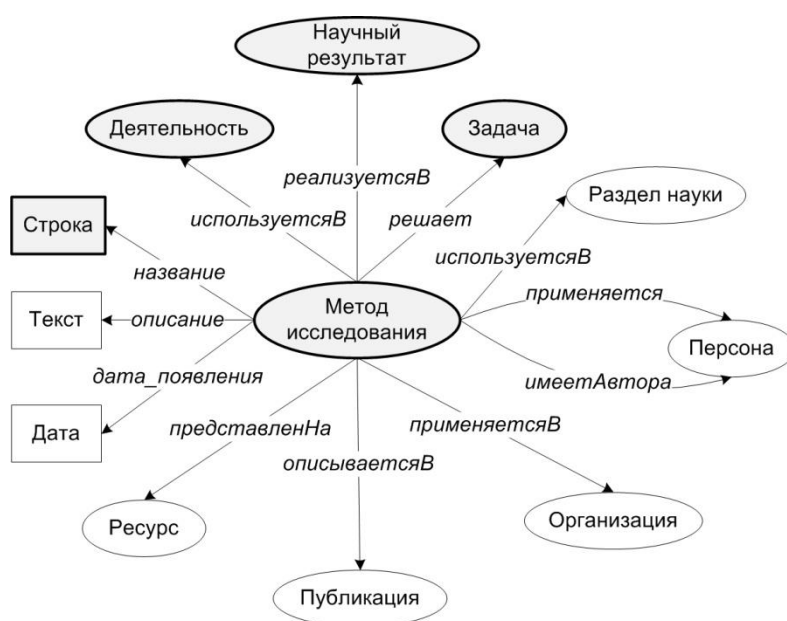 Научный
результат
Деятельность
Задача
реализуетсяВ
Раздел науки
Строка
используетсяВ
решает
используетсяВ
название
применяется
Метод
исследования
Текст
описание
Персона
дата_появления
имеетАвтора
Дата
представленНа
применяетсяВ
описываетсяВ
Ресурс
Организация
Публикация